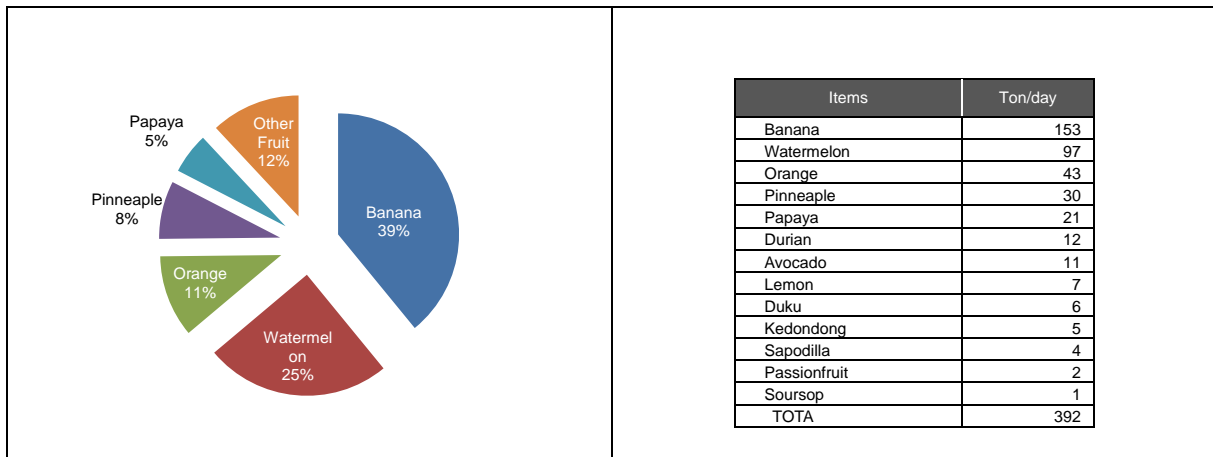 Papaya
5%
Other
Fruit
12%
Pinneaple
8%
Banana
39%
Orange
11%
Watermel
on
25%
Items Ton/day
Banana 153
Watermelon 97
Orange 43
Pinneaple 30
Papaya 21
Durian 12
Avocado 11
Lemon 7
Duku 6
Kedondong 5
Sapodilla 4
Passionfruit 2
Soursop 1
TOTA 392